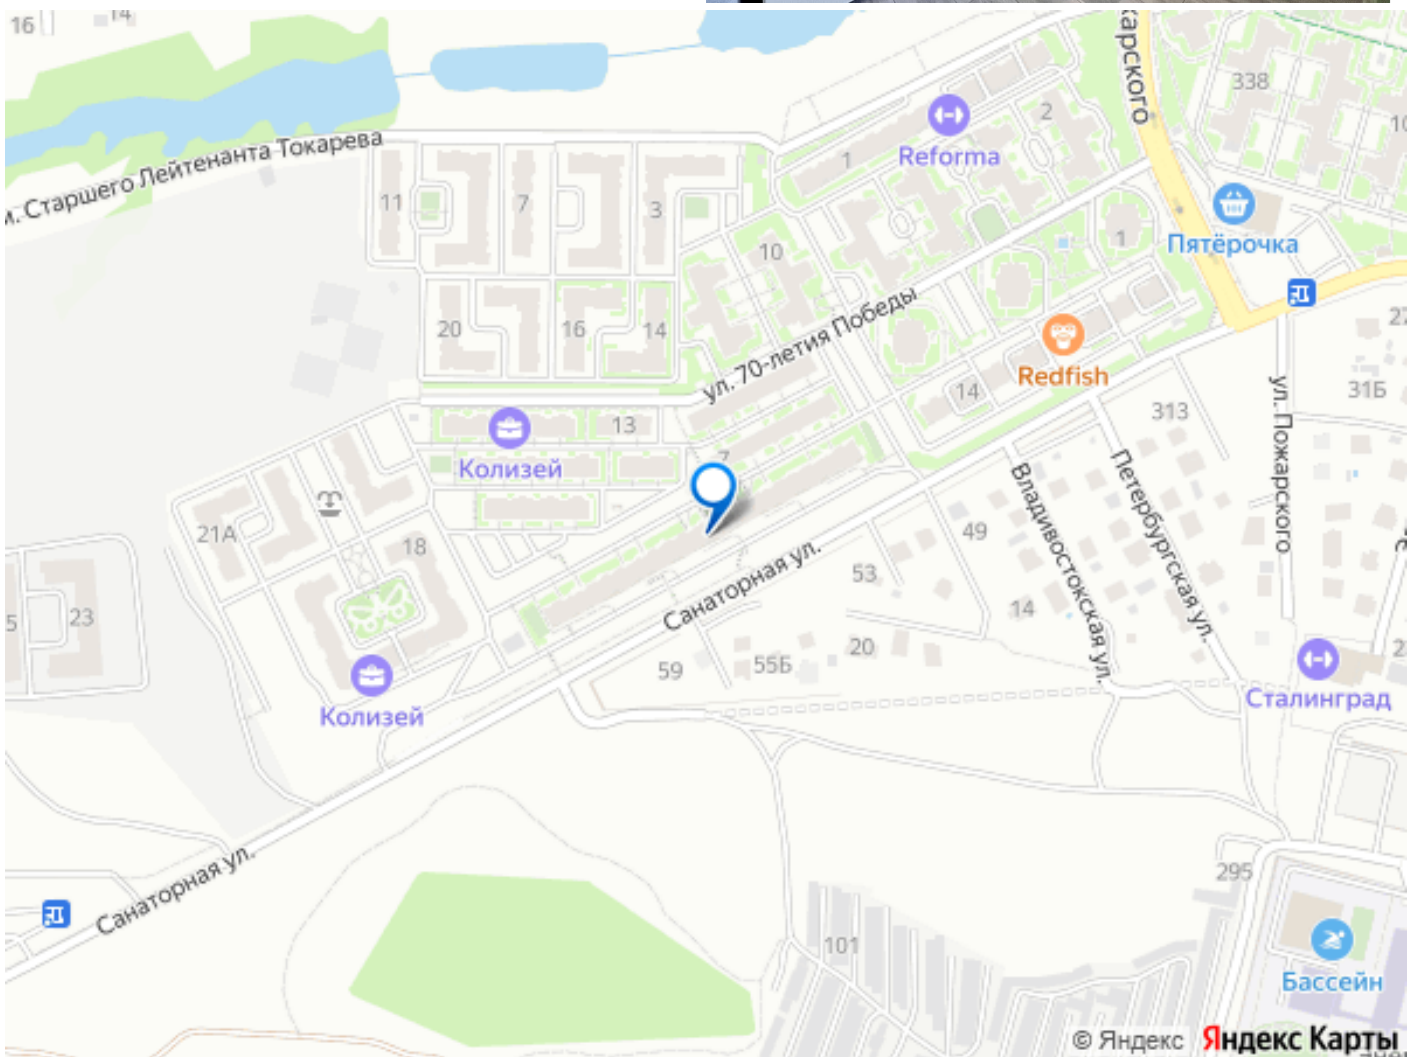 16
14
карского
338
2
10
Reforma
1
ул. Старшего Лейтенанта Токарева
11
7
3
10
1
Пятёрочка
20
16
14
ул. 70-летия Победы
Redfish
14
27
31Б
313
13
Колизей
7
ул. Пожарского
Петербургская ул.
Владивостокская ул.
21А
18
49
53
Санаторная ул.
14
5
23
20
59
55Б
Сталинград
Колизей
295
Санаторная ул.
101
Бассейн
© Яндекс Яндекс Карты